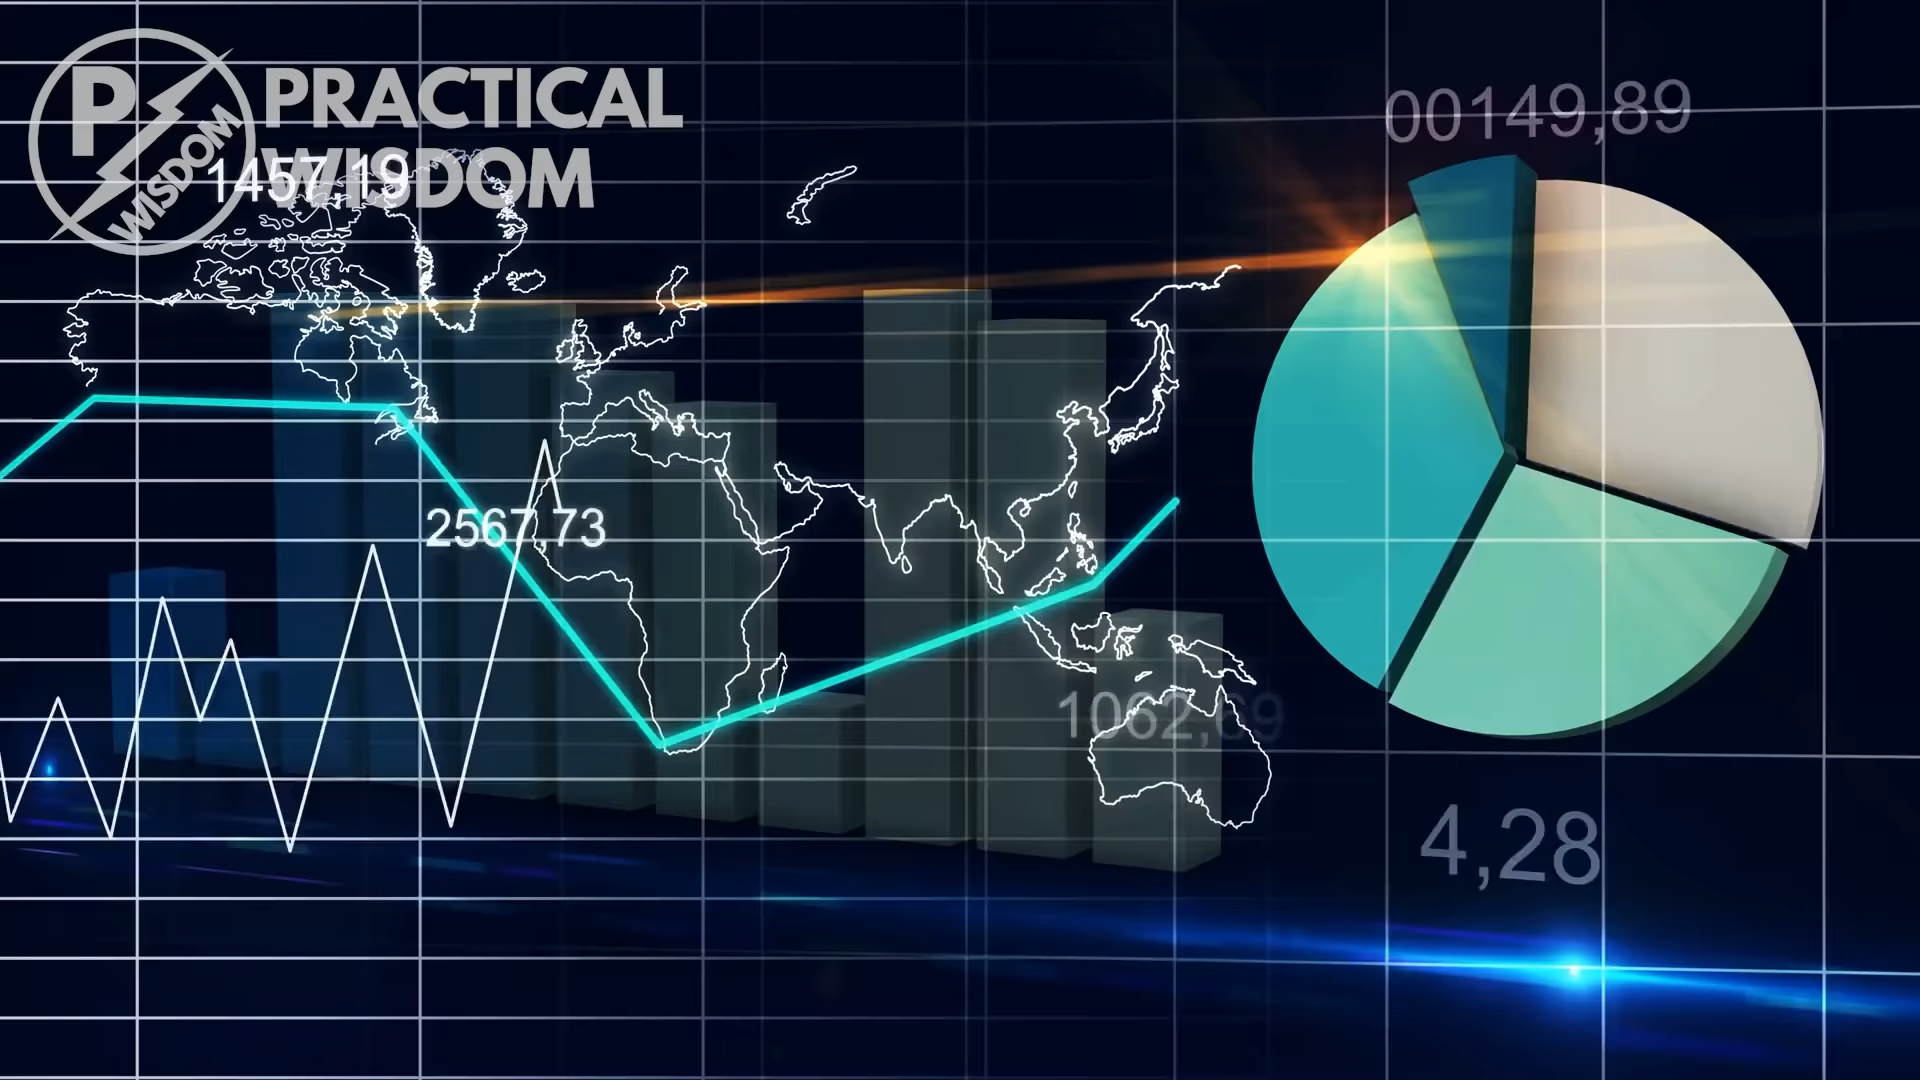 P
WISDOM
PRACTICAL
WISDOM
1457,19
00149,89
2567,73
1062,69
4,28